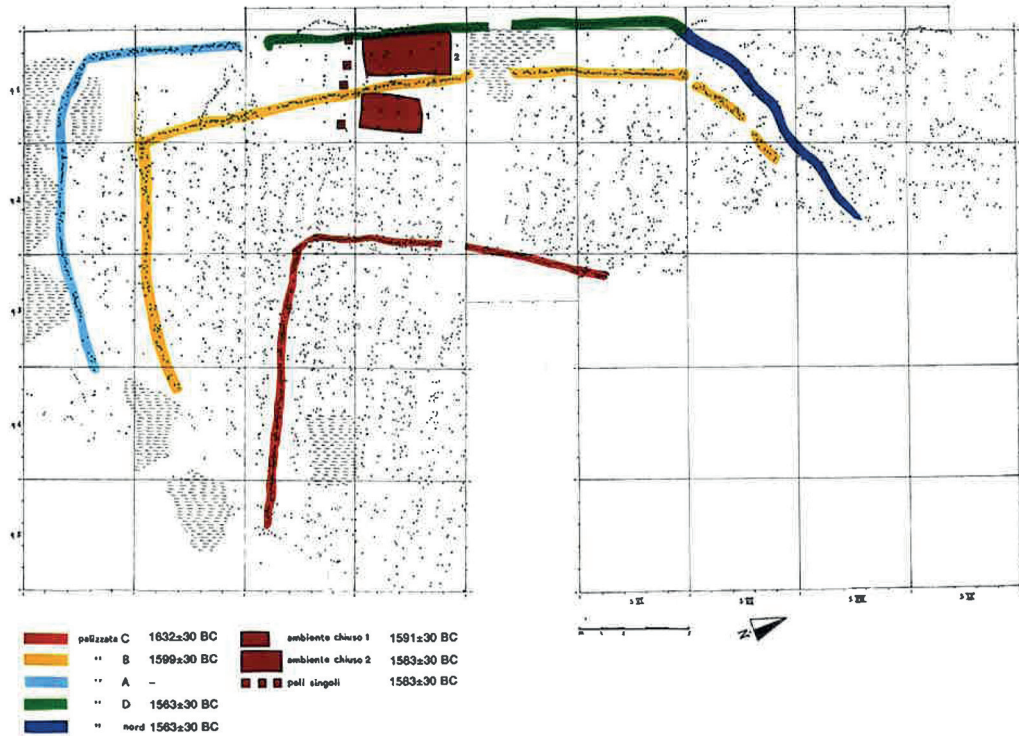 2
1
N
palizzata C 1632±30 BC
" B 1599±30 BC
" A –
" D 1563±30 BC
" nord 1563±30 BC
ambiente chiuso 1 1591±30 BC
ambiente chiuso 2 1583±30 BC
pali singoli 1583±30 BC